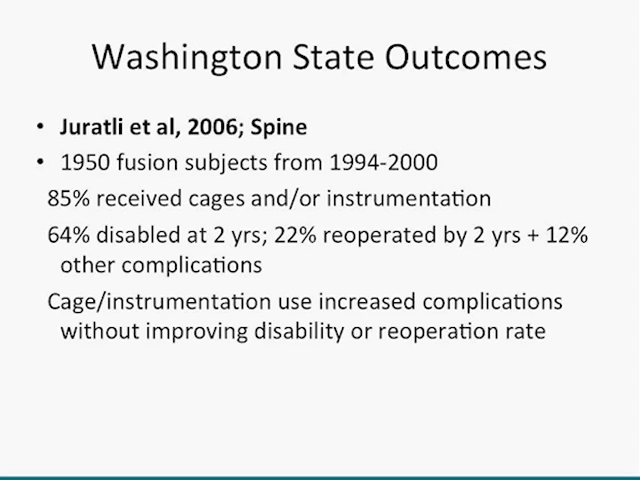 Washington State Outcomes
• Juratli et al, 2006; Spine
• 1950 fusion subjects from 1994-2000
85% received cages and/or instrumentation
64% disabled at 2 yrs; 22% reoperated by 2 yrs + 12%
other complications
Cage/instrumentation use increased complications
without improving disability or reoperation rate